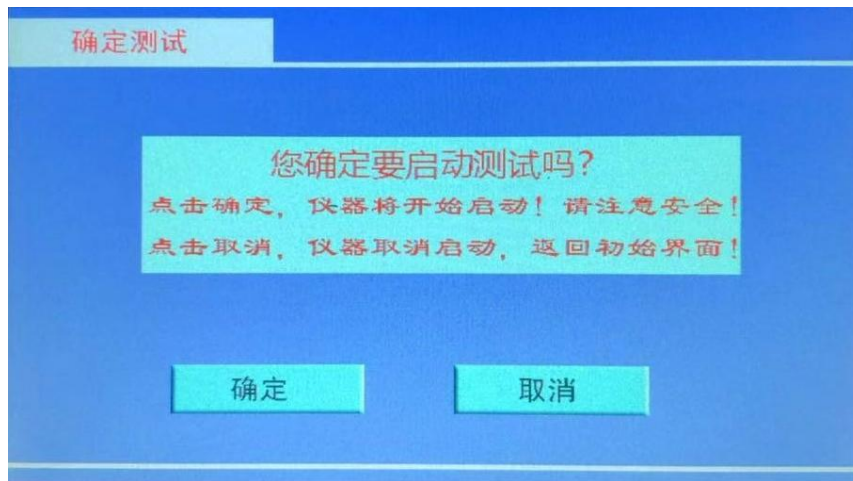 确定测试
您确定要启动测试吗?
点击确定，仪器将开始启动！请注意安全！
点击取消，仪器取消启动，返回初始界面！
确定
取消